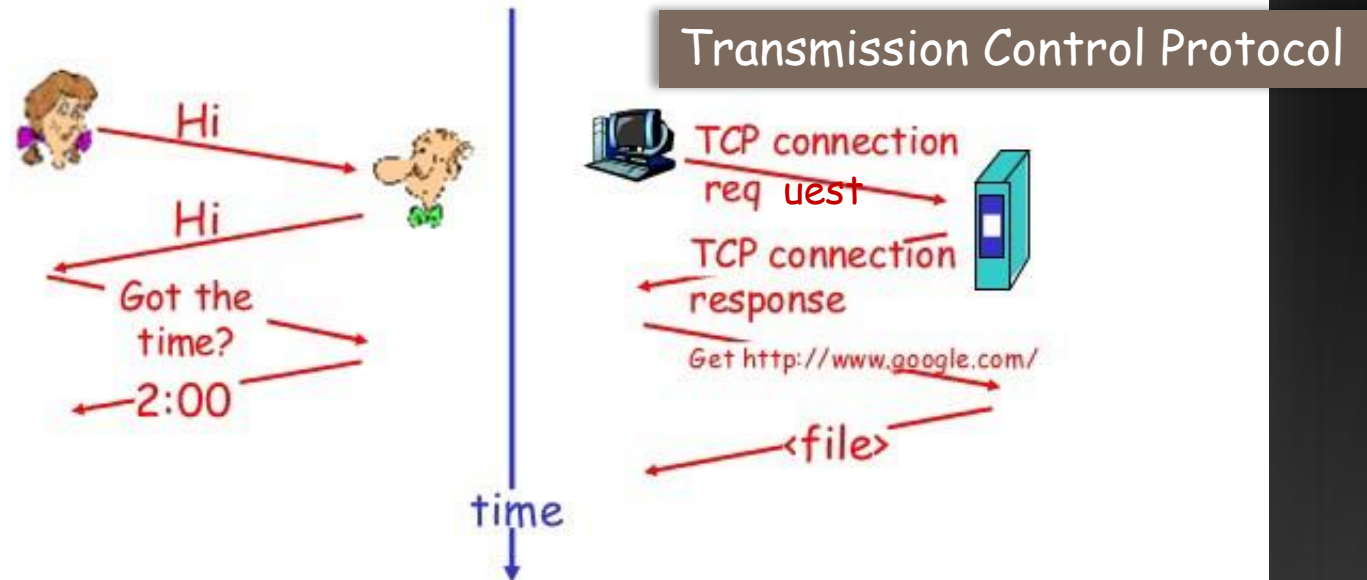 Transmission Control Protocol
Hi
Hi
Got the
time?
2:00
time
TCP connection
req uest
TCP connection
response
Get http://www.google.com/
<file>